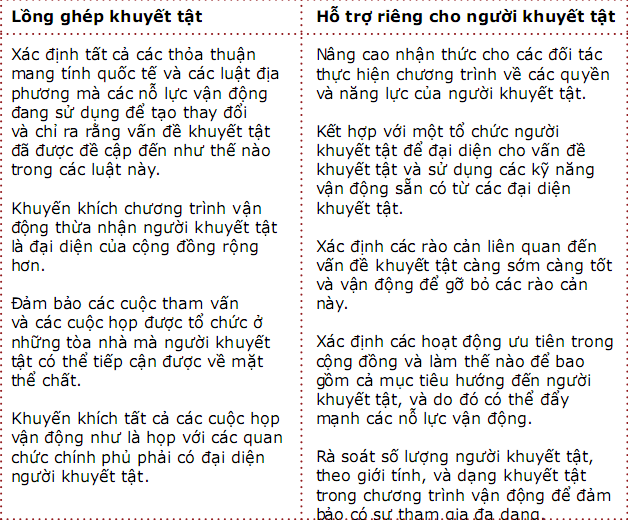 Lồng ghép khuyết tật
Xác định tất cả các thỏa thuận
mang tính quốc tế và các luật địa
phương mà các nỗ lực vận động
đang sử dụng để tạo thay đổi
và chỉ ra rằng vấn đề khuyết tật
đã được đề cập đến như thế nào
trong các luật này.
Khuyến khích chương trình vận
động thừa nhận người khuyết tật
là đại diện của cộng đồng rộng
hơn.
Đảm bảo các cuộc tham vấn
và các cuộc họp được tổ chức ở
những tòa nhà mà người khuyết
tật có thể tiếp cận được về mặt
thể chất.
Khuyến khích tất cả các cuộc họp
vận động như là họp với các quan
chức chính phủ phải có đại diện
người khuyết tật.
Hỗ trợ riêng cho người khuyết tật
Nâng cao nhận thức cho các đối tác
thực hiện chương trình về các quyền
và năng lực của người khuyết tật.
Kết hợp với một tổ chức người
khuyết tật để đại diện cho vấn đề
khuyết tật và sử dụng các kỹ năng
vận động sẵn có từ các đại diện
khuyết tật.
Xác định các rào cản liên quan đến
vấn đề khuyết tật càng sớm càng tốt
và vận động để gỡ bỏ các rào cản
này.
Xác định các hoạt động ưu tiên trong
cộng đồng và làm thế nào để bao
gồm cả mục tiêu hướng đến người
khuyết tật, và do đó có thể đẩy
mạnh các nỗ lực vận động.
Rà soát số lượng người khuyết tật,
theo giới tính, và dạng khuyết tật
trong chương trình vận động để đảm
bảo có sự tham gia đa dạng.